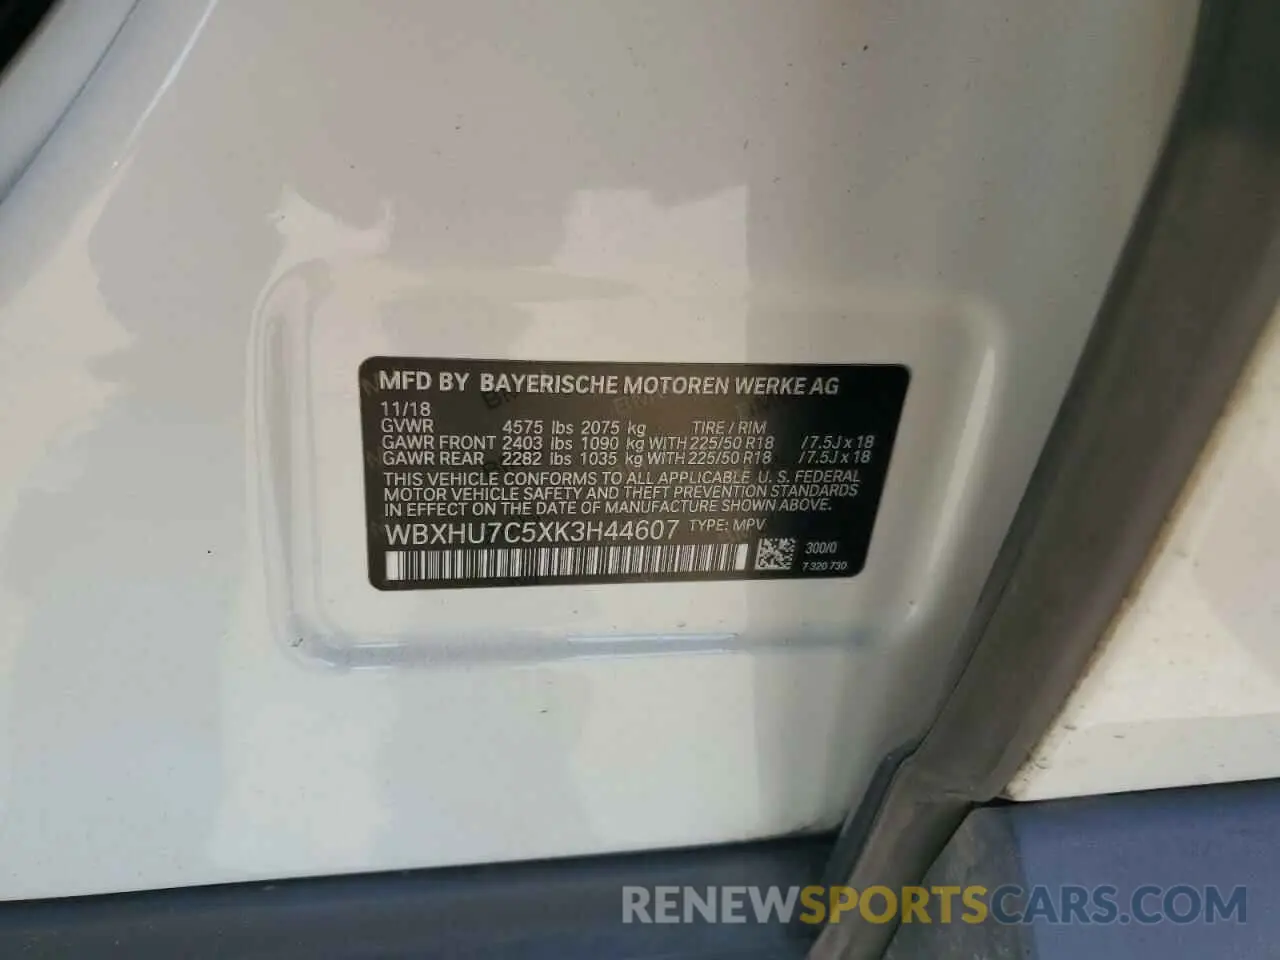 MFD BY BAYERISCHE MOTOREN WERKE AG
11/18
GVWR 4575 lbs 2075 kg TIRE / RIM
GAWR FRONT 2403 lbs 1090 kg WITH 225/50 R18 /7.5J x 18
GAWR REAR 2282 lbs 1035 kg WITH 225/50 R18 /7.5J x 18
THIS VEHICLE CONFORMS TO ALL APPLICABLE U. S. FEDERAL
MOTOR VEHICLE SAFETY AND THEFT PREVENTION STANDARDS
IN EFFECT ON THE DATE OF MANUFACTURE SHOWN ABOVE.
WBXHU7C5XK3H44607 TYPE: MPV
300/0
7 320 730
RENEWSPORTSCARS.COM